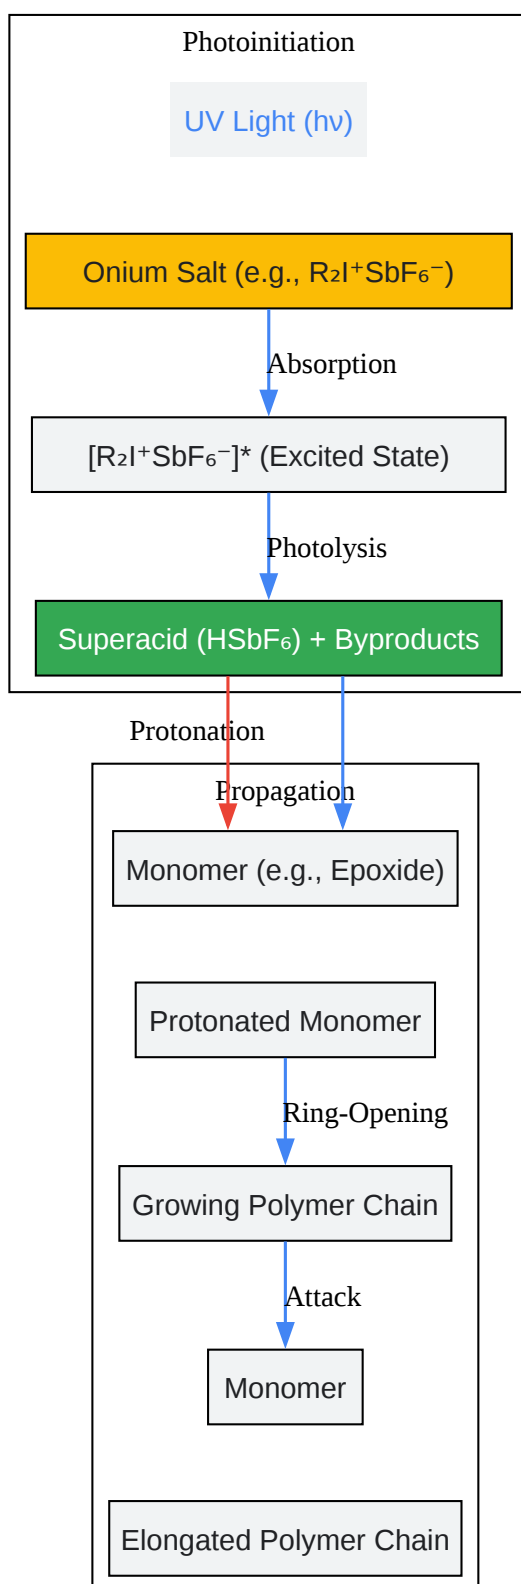 Photoinitiation
UV Light (hν)
Onium Salt (e.g., R₂I⁺SbF₆⁻)
Absorption
[R₂I⁺SbF₆⁻]* (Excited State)
Photolysis
Superacid (HSbF₆) + Byproducts
Protonation
Propagation
Monomer (e.g., Epoxide)
Protonated Monomer
Ring-Opening
Growing Polymer Chain
Attack
Monomer
Elongated Polymer Chain